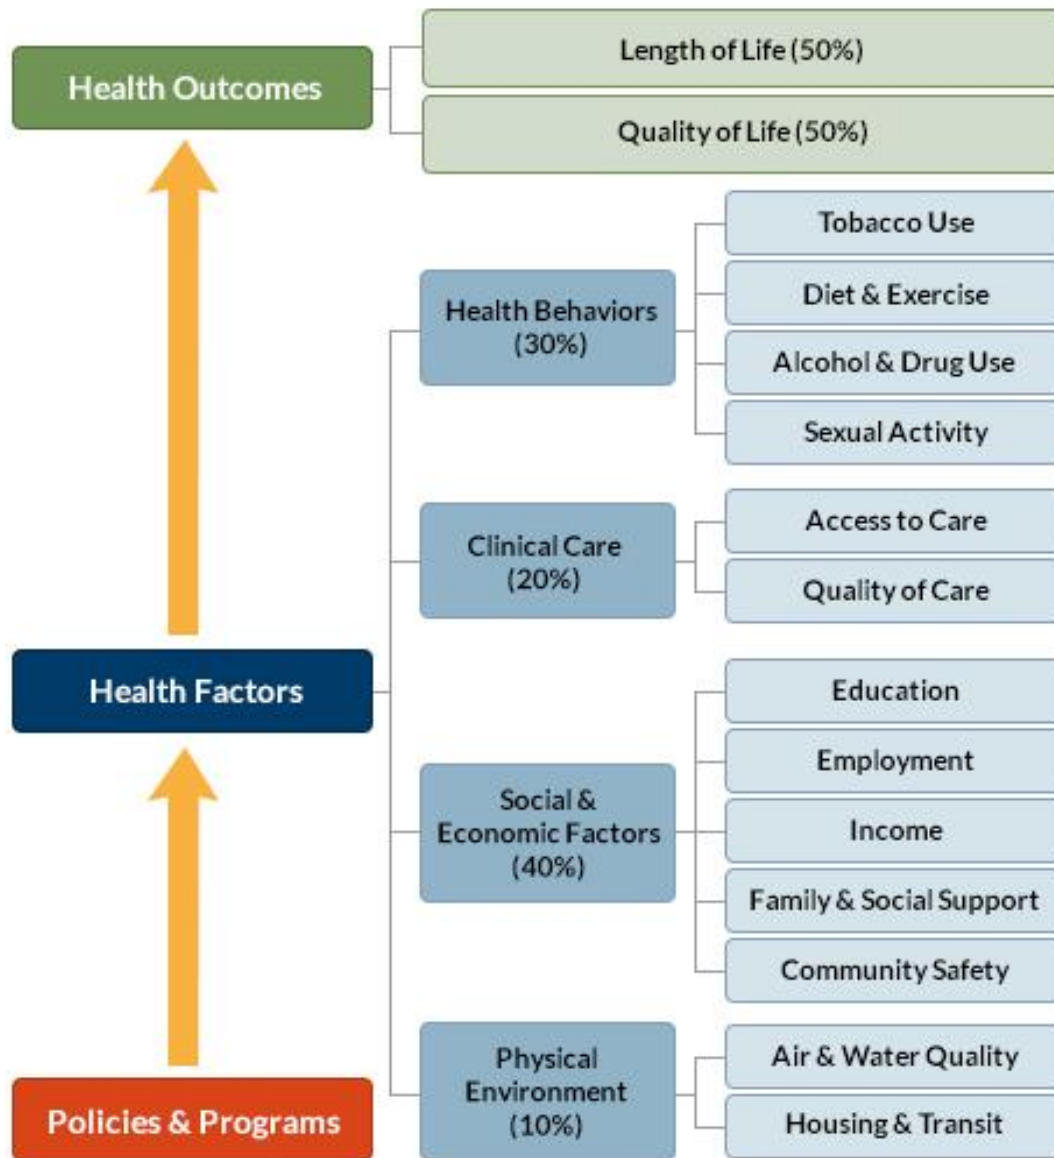 Health Outcomes
Length of Life (50%)
Quality of Life (50%)
Health Factors
Health Behaviors
(30%)
Tobacco Use
Diet & Exercise
Alcohol & Drug Use
Sexual Activity
Clinical Care
(20%)
Access to Care
Quality of Care
Social &
Economic Factors
(40%)
Education
Employment
Income
Family & Social Support
Community Safety
Physical
Environment
(10%)
Air & Water Quality
Housing & Transit
Policies & Programs